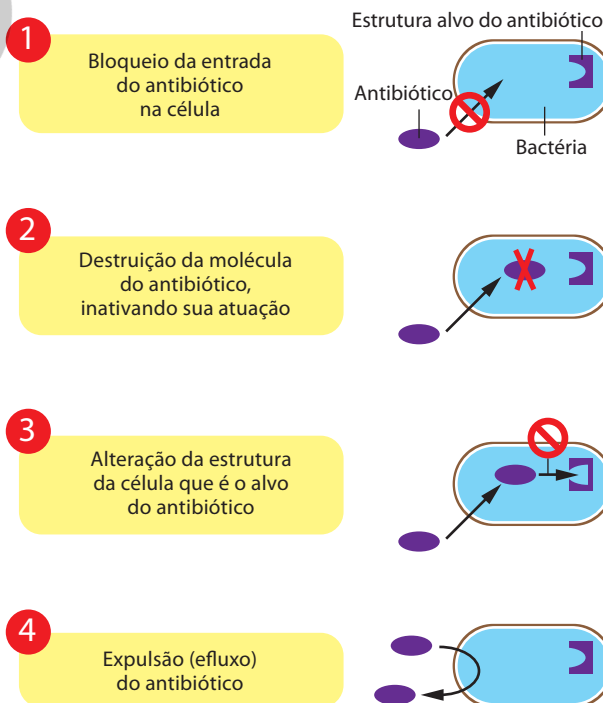 1
Bloqueio da entrada
do antibiótico
na célula
Estrutura alvo do antibiótico
Antibiótico
Bactéria
2
Destruição da molécula
do antibiótico,
inativando sua atuação
3
Alteração da estrutura
da célula que é o alvo
do antibiótico
4
Expulsão (efluxo)
do antibiótico